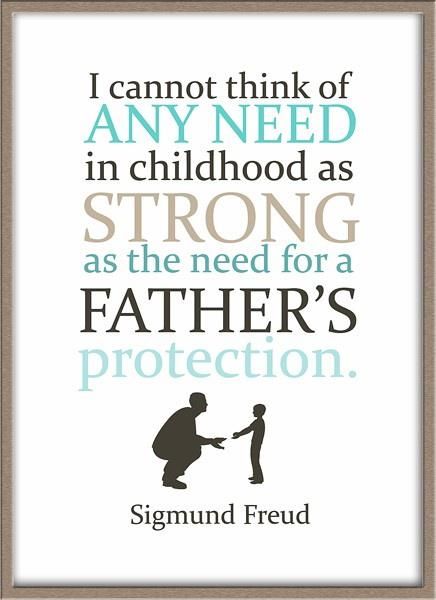 I cannot think of
ANY NEED
in childhood as
STRONG
as the need for a
FATHER'S
protection.
Sigmund Freud